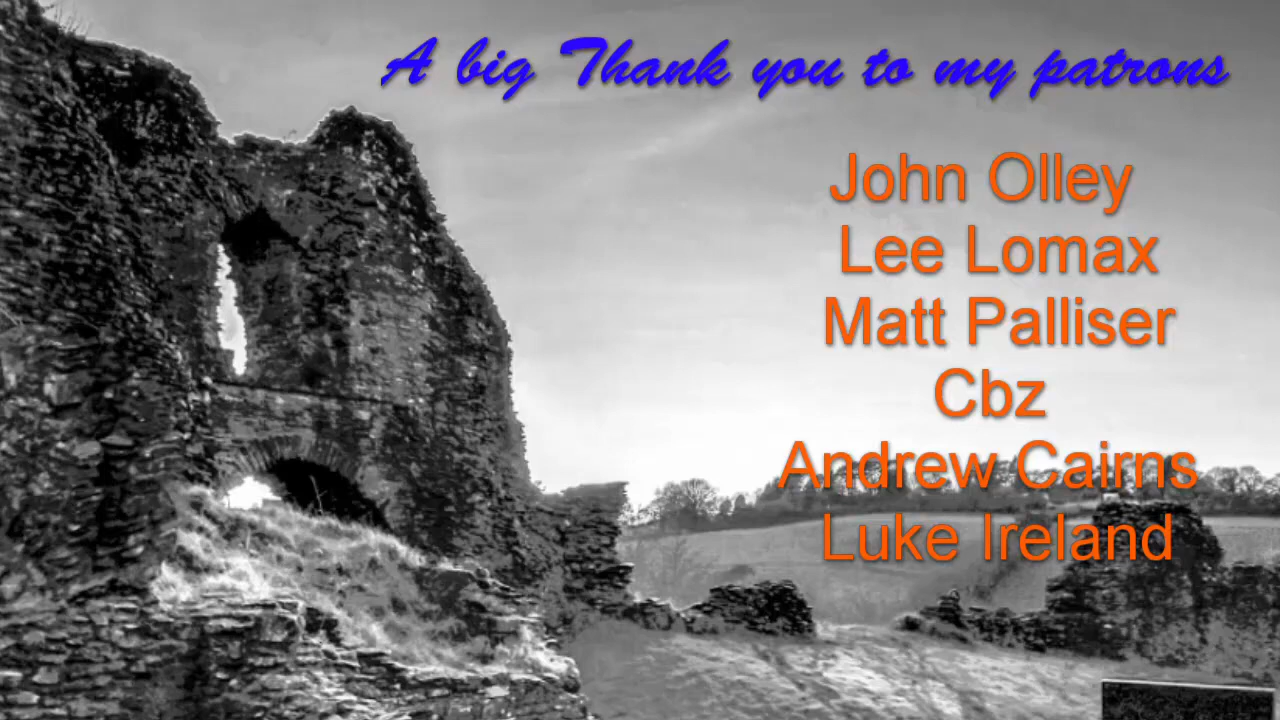 A big Thank you to my patrons
John Olley
Lee Lomax
Matt Palliser
Cbz
Andrew Cairns
Luke Ireland